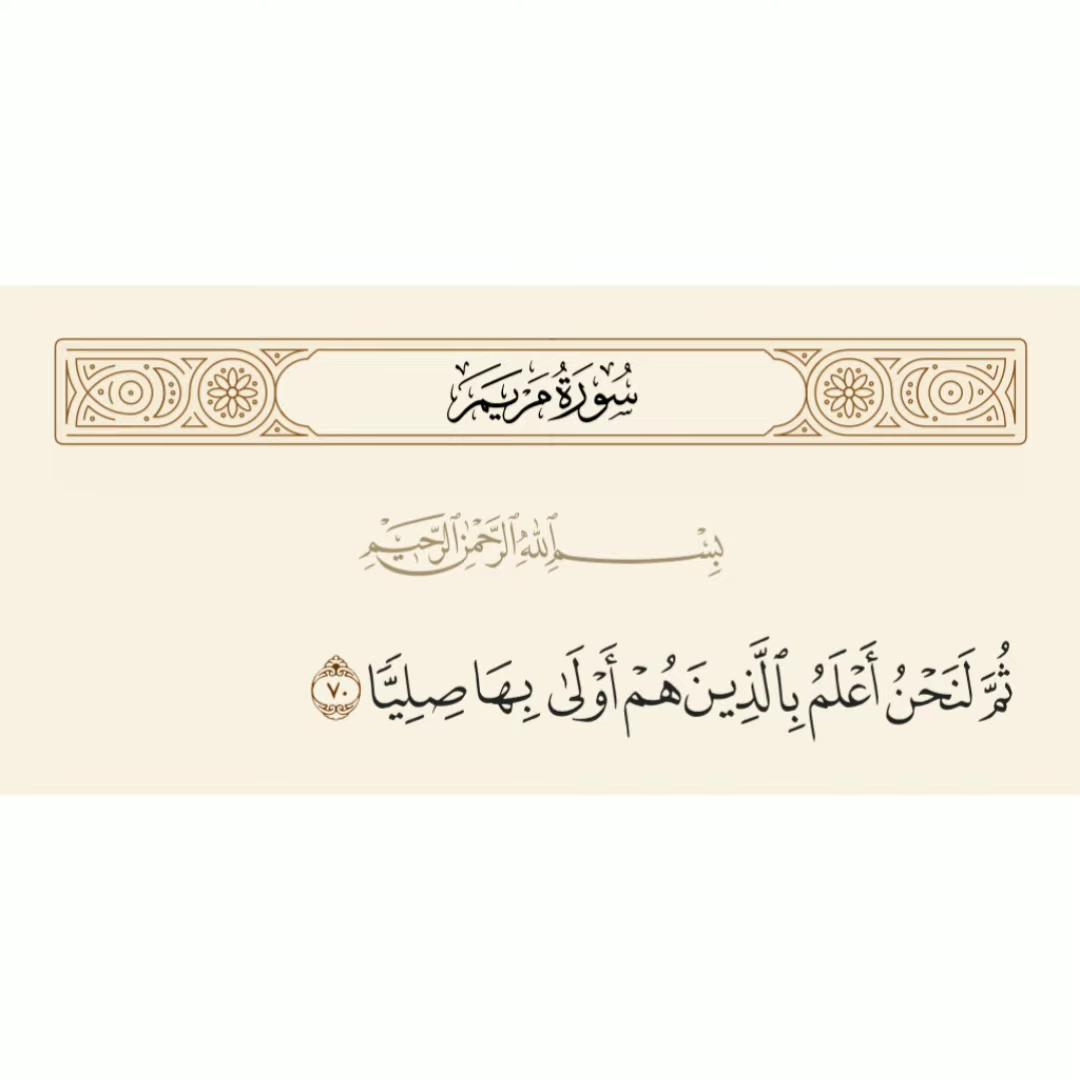 سُورَةُ مَرْيَمَ
بِسْمِ ٱللَّهِ ٱلرَّحْمَٰنِ ٱلرَّحِيمِ
ثُمَّ لَنَحْنُ أَعْلَمُ بِٱلَّذِينَ هُمْ أَوْلَىٰ بِهَا صِلِيًّا ٧٠